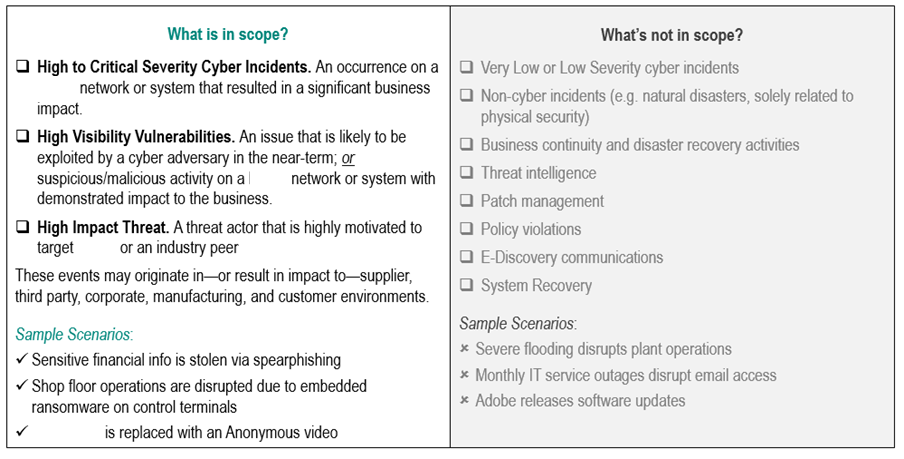 What is in scope?
❑ High to Critical Severity Cyber Incidents. An occurrence on a
network or system that resulted in a significant business
impact.
❑ High Visibility Vulnerabilities. An issue that is likely to be
exploited by a cyber adversary in the near-term; or
suspicious/malicious activity on a network or system with
demonstrated impact to the business.
❑ High Impact Threat. A threat actor that is highly motivated to
target or an industry peer
These events may originate in—or result in impact to—supplier,
third party, corporate, manufacturing, and customer environments.
Sample Scenarios:
✓ Sensitive financial info is stolen via spearphishing
✓ Shop floor operations are disrupted due to embedded
ransomware on control terminals
✓ is replaced with an Anonymous video
What's not in scope?
❑ Very Low or Low Severity cyber incidents
❑ Non-cyber incidents (e.g. natural disasters, solely related to
physical security)
❑ Business continuity and disaster recovery activities
❑ Threat intelligence
❑ Patch management
❑ Policy violations
❑ E-Discovery communications
❑ System Recovery
Sample Scenarios:
× Severe flooding disrupts plant operations
× Monthly IT service outages disrupt email access
× Adobe releases software updates